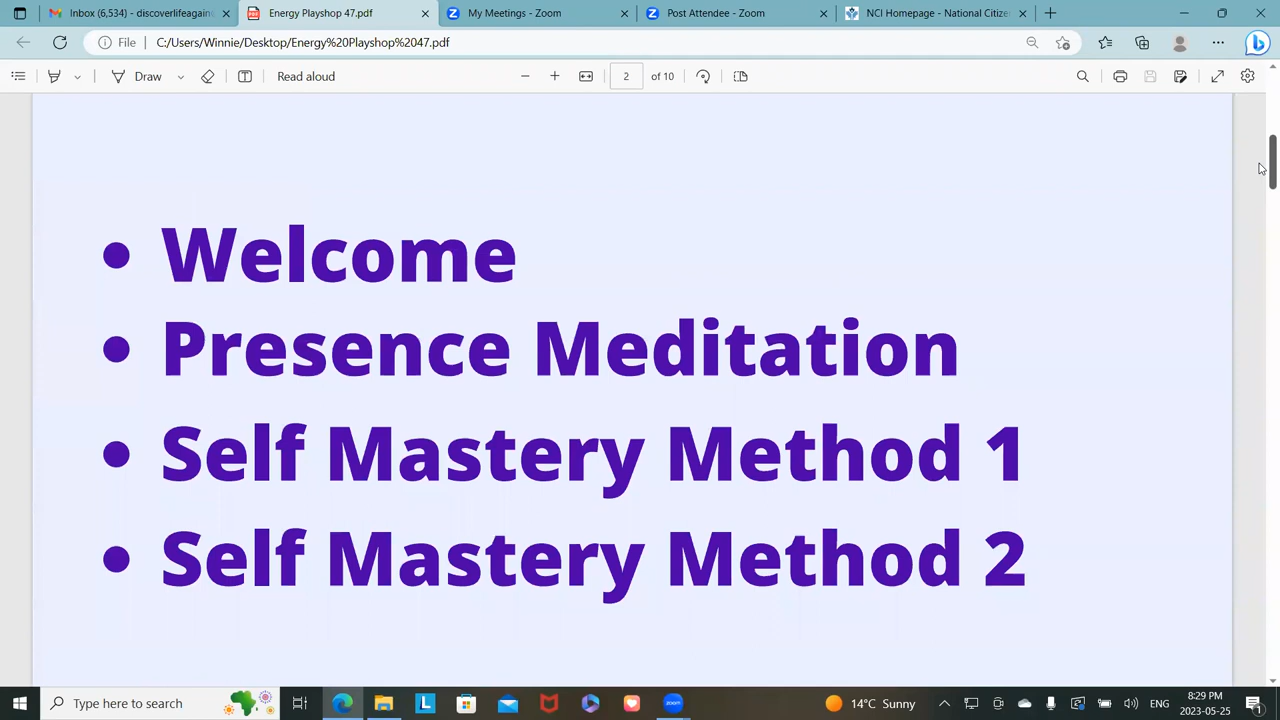 Inbox (6,534) - discoverlifeagain
Energy Playshop 47.pdf
My Meetings - Zoom
Post Attendee - Zoom
NCI Homepage - National Citize
File
C:/Users/Winnie/Desktop/Energy%20Playshop%2047.pdf
Draw
Read aloud
2 of 10
• Welcome
• Presence Meditation
• Self Mastery Method 1
• Self Mastery Method 2
Type here to search
L
zoom
14°C Sunny
ENG
8:29 PM
2023-05-25
1